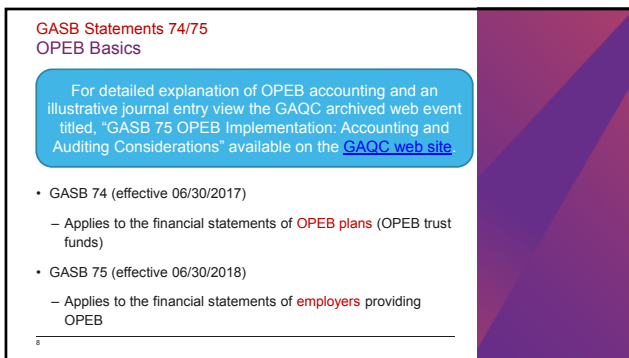 GASB Statements 74/75
OPEB Basics
For detailed explanation of OPEB accounting and an
illustrative journal entry view the GAQC archived web event
titled, “GASB 75 OPEB Implementation: Accounting and
Auditing Considerations” available on the GAQC web site.
• GASB 74 (effective 06/30/2017)
– Applies to the financial statements of OPEB plans (OPEB trust
funds)
• GASB 75 (effective 06/30/2018)
– Applies to the financial statements of employers providing
OPEB
8